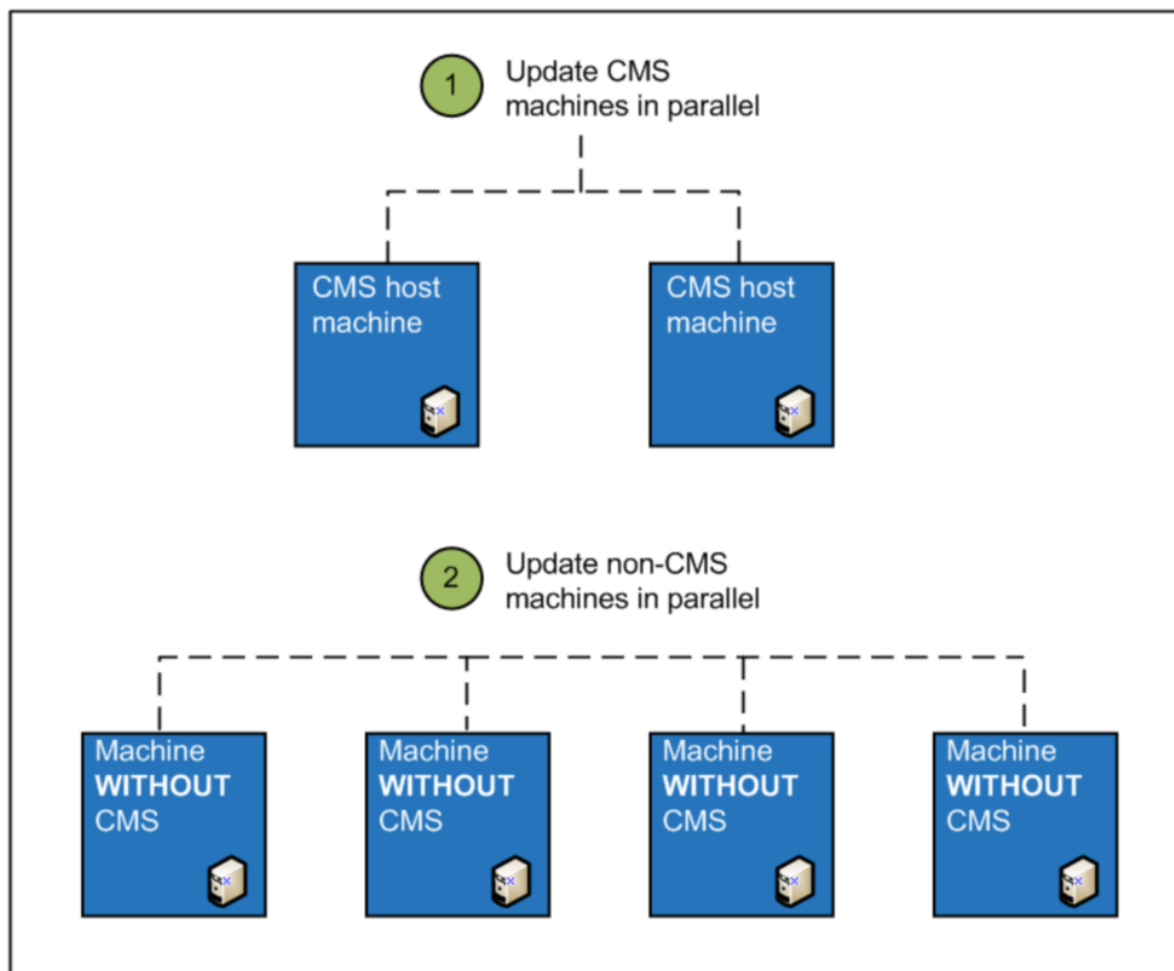 1
Update CMS
machines in parallel
CMS host
machine
CMS host
machine
2
Update non-CMS
machines in parallel
Machine
WITHOUT
CMS
Machine
WITHOUT
CMS
Machine
WITHOUT
CMS
Machine
WITHOUT
CMS